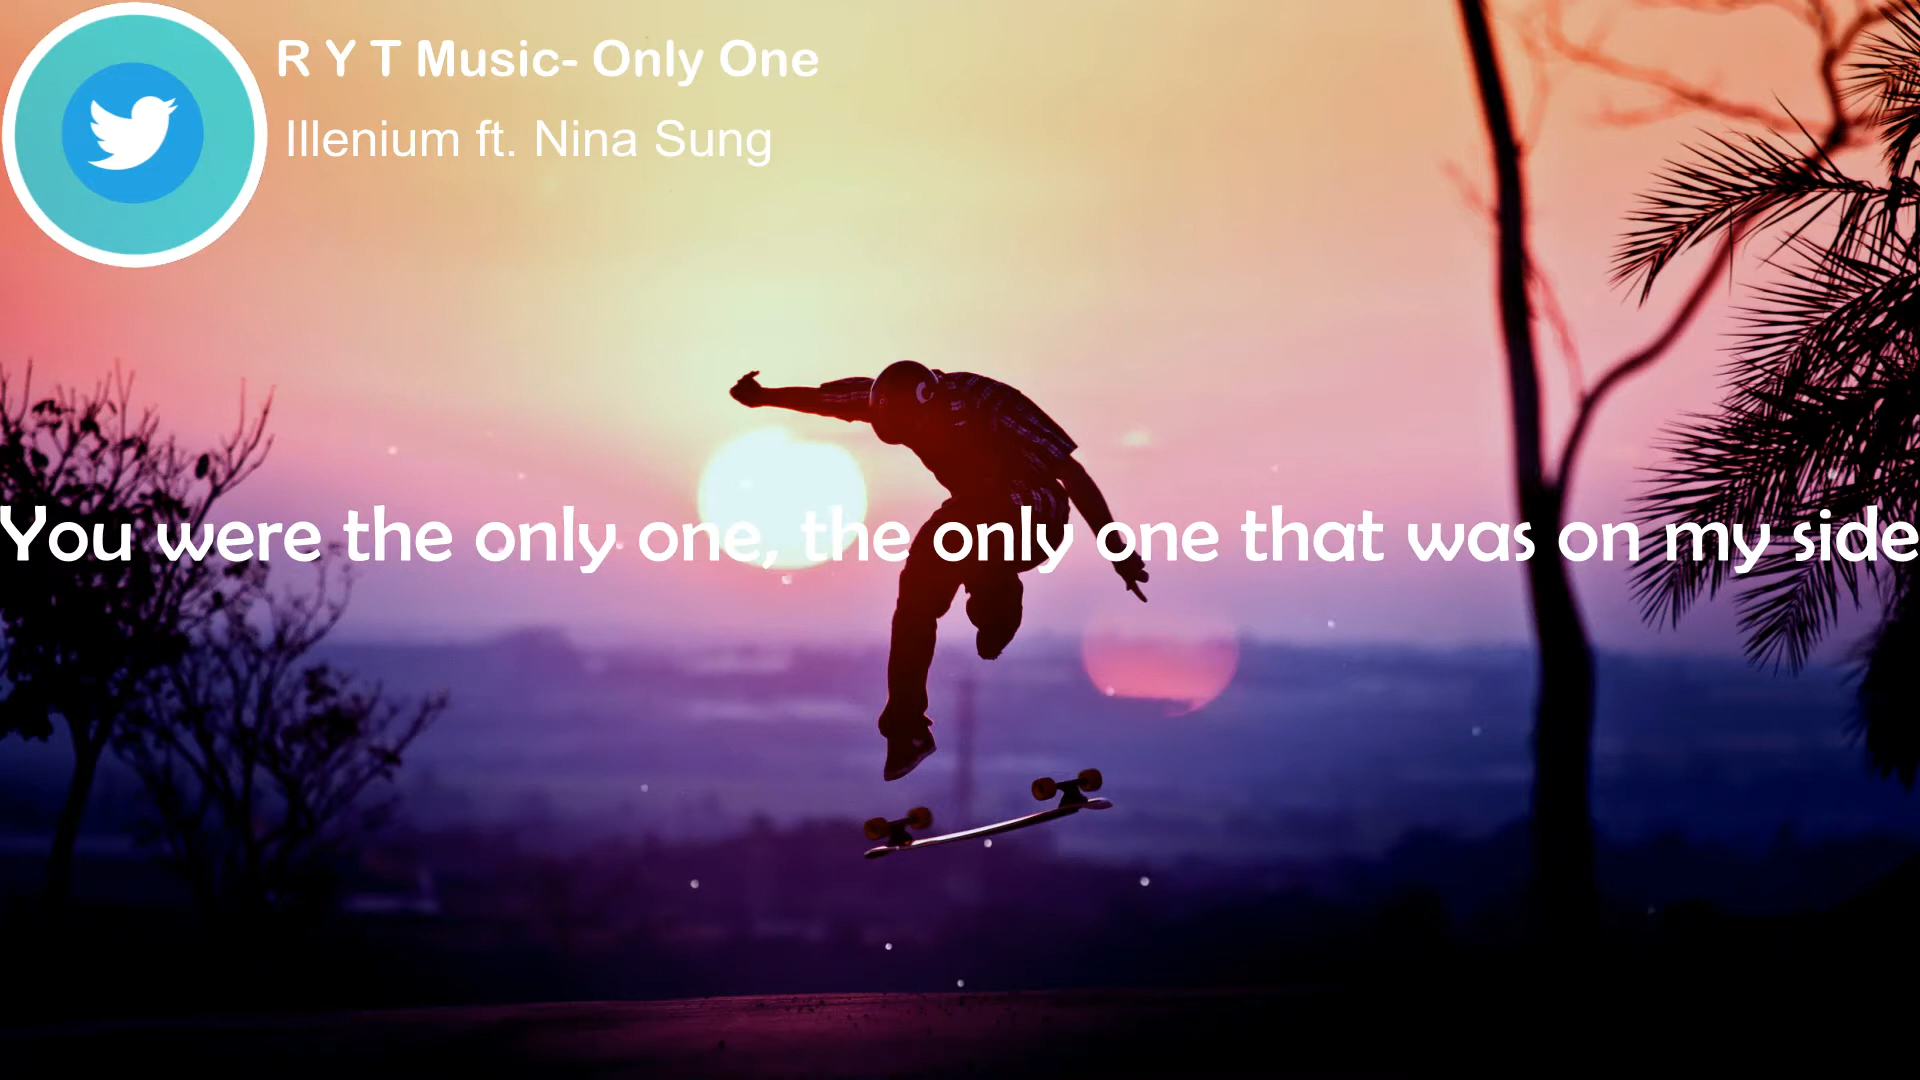 R Y T Music- Only One
Illenium ft. Nina Sung
You were the only one, the only one that was on my side